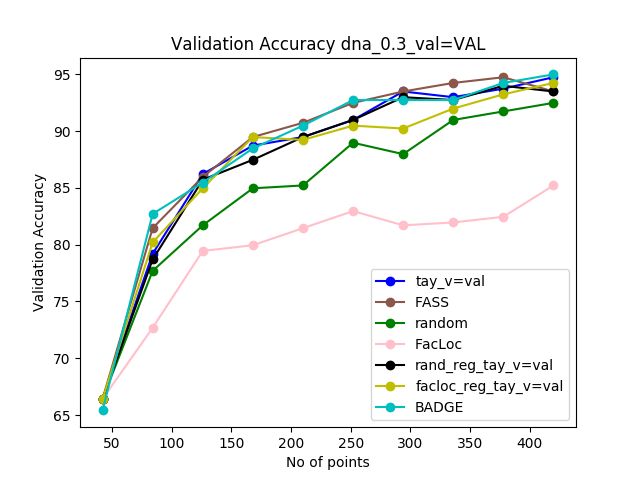 Validation Accuracy dna_0.3_val=VAL
95
90
85
80
75
70
65
Validation Accuracy
50
100
150
200
250
300
350
400
No of points
tay_v=val
FASS
random
FacLoc
rand_reg_tay_v=val
facloc_reg_tay_v=val
BADGE